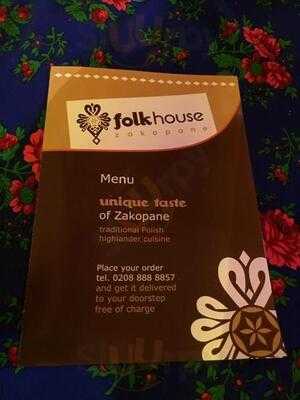 folkhouse
zakopane
Menu
unique taste
of Zakopane
traditional Polish
highlander cuisine
Place your order
tel. 0208 888 8857
and get it delivered
to your doorstep
free of charge